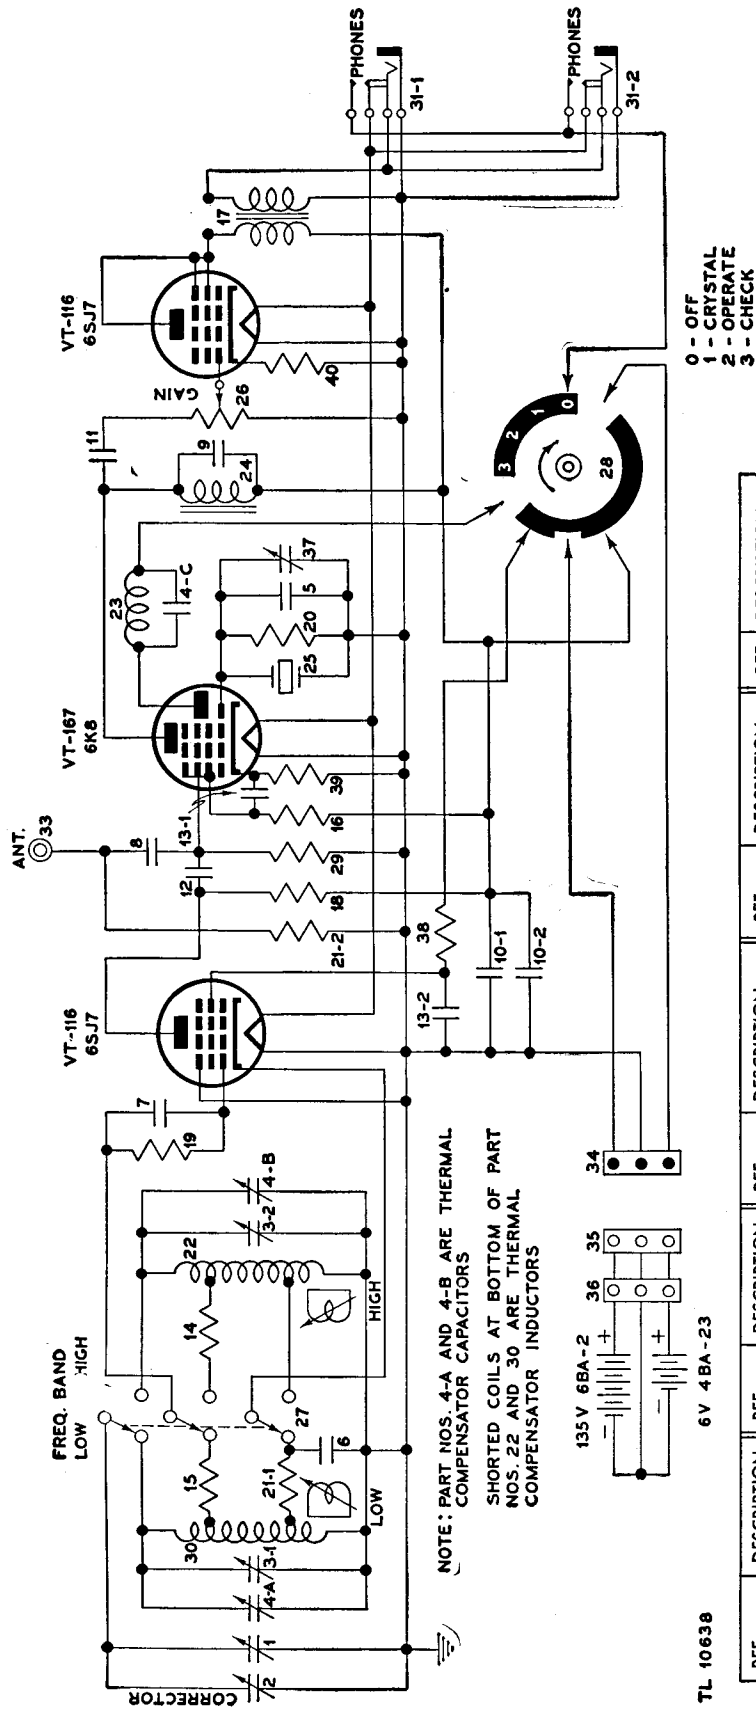 ANT.
33
FREQ. BAND
LOW HIGH
VT-116
6SJ7
VT-167
6K8
VT-116
6SJ7
CORRECTOR
2
1
4-A
3-1
30
15
21-1
LOW
6
27
14
22
HIGH
3-2
4-B
19
7
21-2
18
12
8
29
13-1
16
39
23
4-C
25
20
5
37
11
24
9
GAIN
26
40
17
PHONES
31-1
PHONES
31-2
13-2
38
10-1
10-2
28
3
2
1
0
NOTE: PART NOS. 4-A AND 4-B ARE THERMAL
COMPENSATOR CAPACITORS
SHORTED COILS AT BOTTOM OF PART
NOS. 22 AND 30 ARE THERMAL
COMPENSATOR INDUCTORS
135V 6BA-2
- +
36
35
34
- +
6V 4BA-23
0 - OFF
1 - CRYSTAL
2 - OPERATE
3 - CHECK
TL 10638
REF DESCRIPTION REF DESCRIPTION REF DESCRIPTION REF DESCRIPTION REF